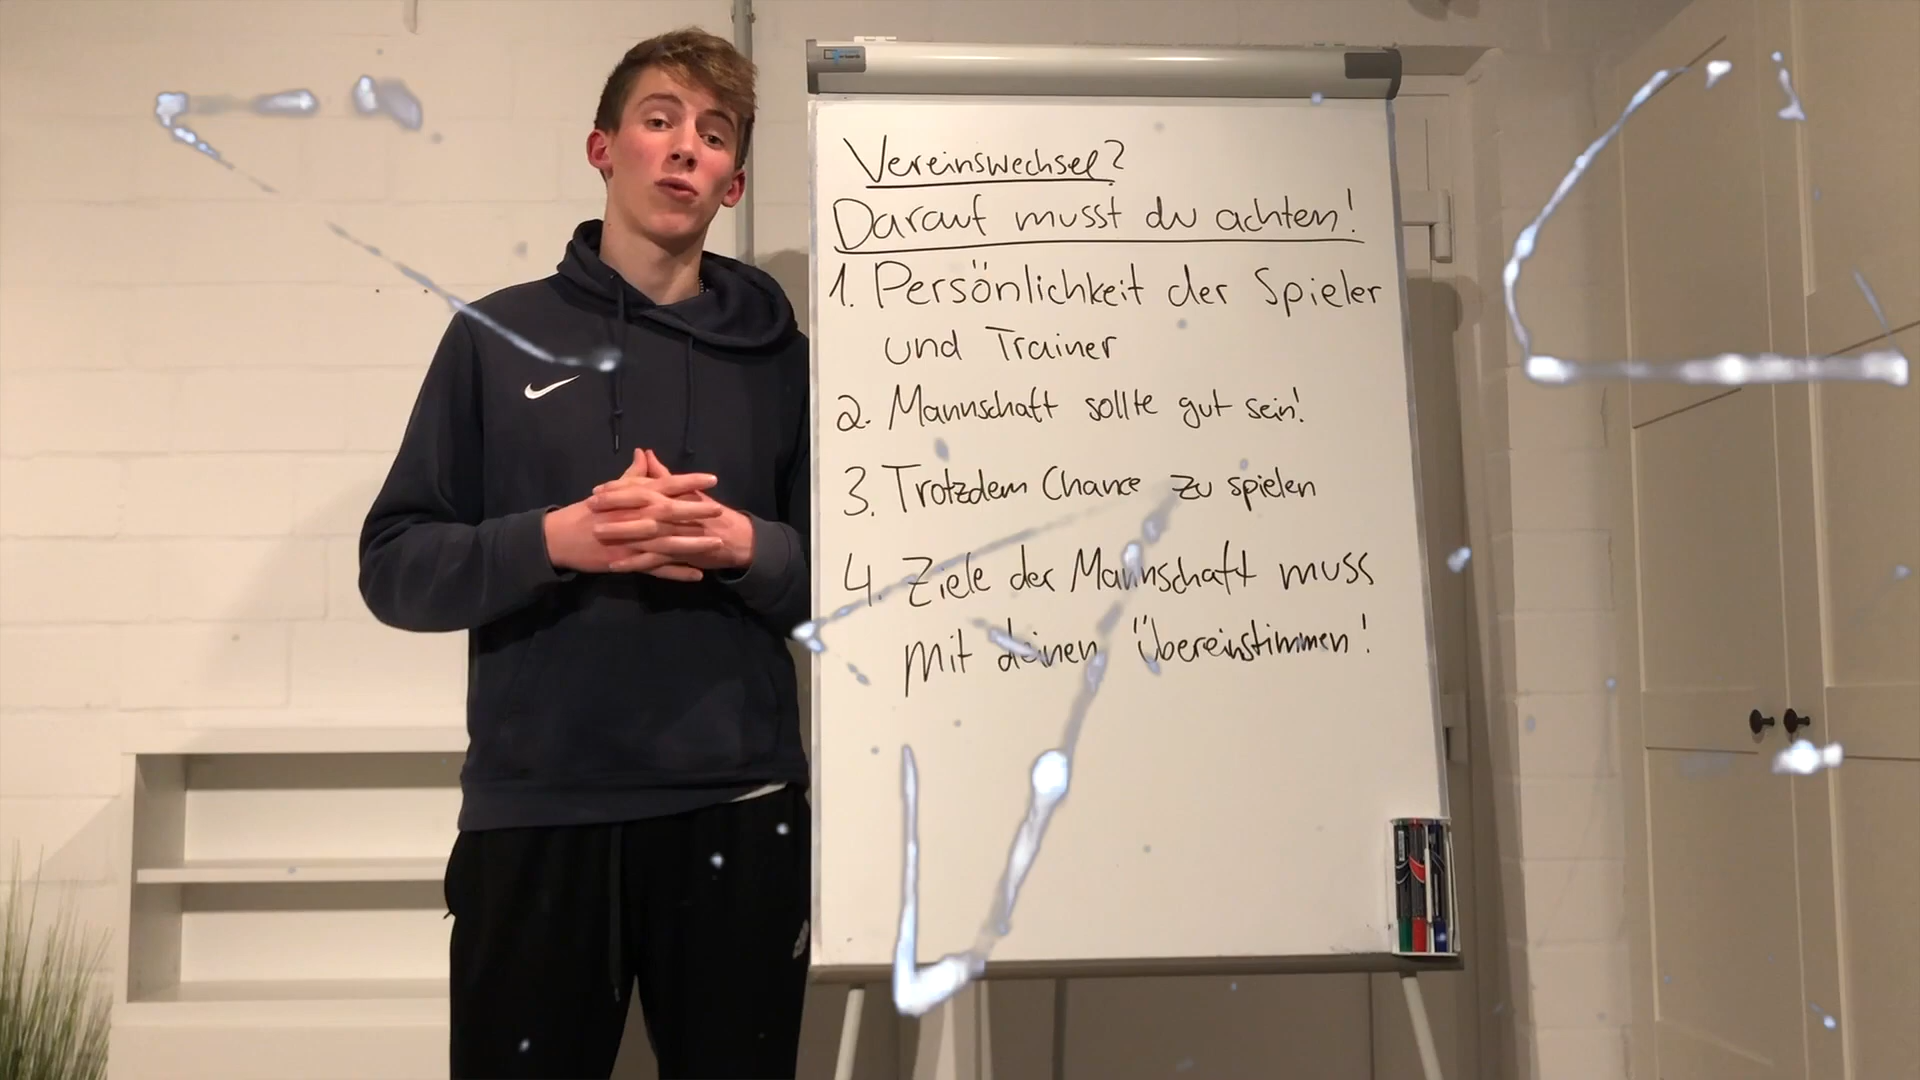 Vereinswechsel?
Darauf musst du achten!
1. Persönlichkeit der Spieler
und Trainer
2. Mannschaft sollte gut sein!
3. Trotzdem Chance zu spielen
4. Ziele der Mannschaft muss
mit deinen übereinstimmen!